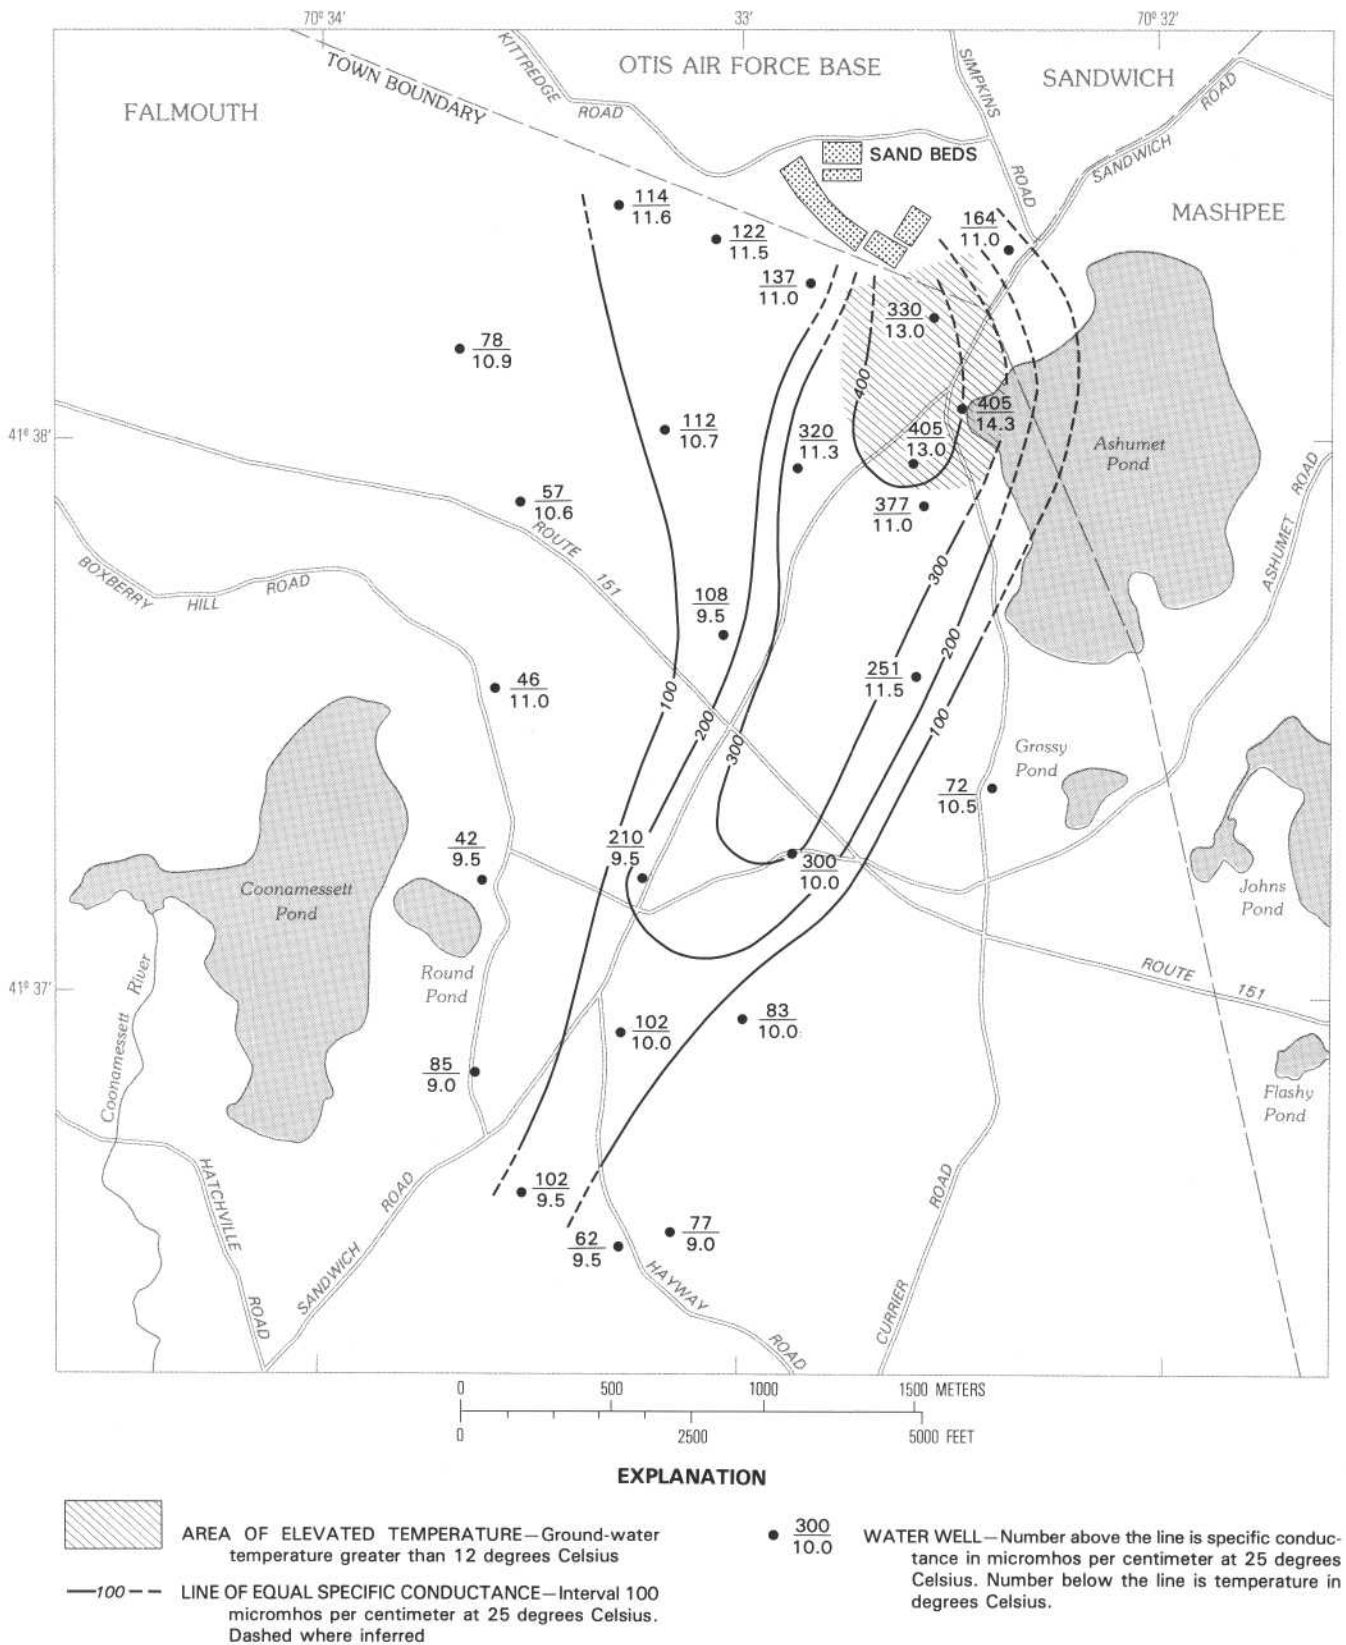 70° 34'
33'
70° 32'
KITTREDGE
ROAD
OTIS AIR FORCE BASE
SIMPKINS
ROAD
SANDWICH
SANDWICH
ROAD
TOWN BOUNDARY
FALMOUTH
SAND BEDS
MASHPEE
114
11.6
122
11.5
137
11.0
164
11.0
330
13.0
78
10.9
400
405
14.3
112
10.7
320
11.3
405
13.0
41° 38'
Ashumet
Pond
57
10.6
377
11.0
ROUTE
151
ASHUMET
ROAD
BOXBERRY
HILL
ROAD
300
108
9.5
200
251
11.5
46
11.0
100
200
300
100
Grassy
Pond
72
10.5
42
9.5
210
9.5
300
10.0
Coonamessett
Pond
Johns
Pond
Round
Pond
ROUTE
151
41° 37'
Coonamessett River
102
10.0
83
10.0
85
9.0
Flashy
Pond
HATCHVILLE
ROAD
SANDWICH
ROAD
102
9.5
62
9.5
77
9.0
HAYWAY
ROAD
CURRIER
ROAD
0
500
1000
1500 METERS
0
2500
5000 FEET
EXPLANATION
AREA OF ELEVATED TEMPERATURE—Ground-water
temperature greater than 12 degrees Celsius
100
LINE OF EQUAL SPECIFIC CONDUCTANCE—Interval 100
micromhos per centimeter at 25 degrees Celsius.
Dashed where inferred
300
10.0
WATER WELL—Number above the line is specific conduc-
tance in micromhos per centimeter at 25 degrees
Celsius. Number below the line is temperature in
degrees Celsius.